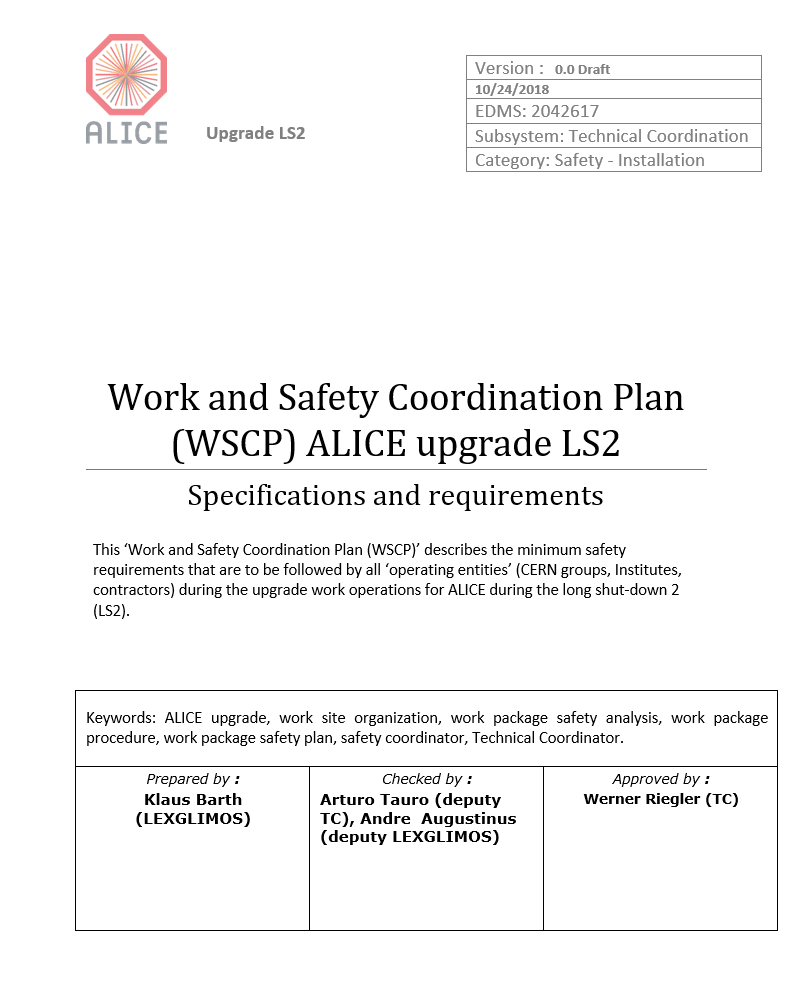 ALICE
Upgrade LS2
Version : 0.0 Draft
10/24/2018
EDMS: 2042617
Subsystem: Technical Coordination
Category: Safety - Installation
Work and Safety Coordination Plan
(WSCP) ALICE upgrade LS2
Specifications and requirements
This ‘Work and Safety Coordination Plan (WSCP)’ describes the minimum safety
requirements that are to be followed by all ‘operating entities’ (CERN groups, Institutes,
contractors) during the upgrade work operations for ALICE during the long shut-down 2
(LS2).
Keywords: ALICE upgrade, work site organization, work package safety analysis, work package
procedure, work package safety plan, safety coordinator, Technical Coordinator.
Prepared by :
Klaus Barth
(LEXGLIMOS)
Checked by :
Arturo Tauro (deputy
TC), Andre Augustinus
(deputy LEXGLIMOS)
Approved by :
Werner Riegler (TC)